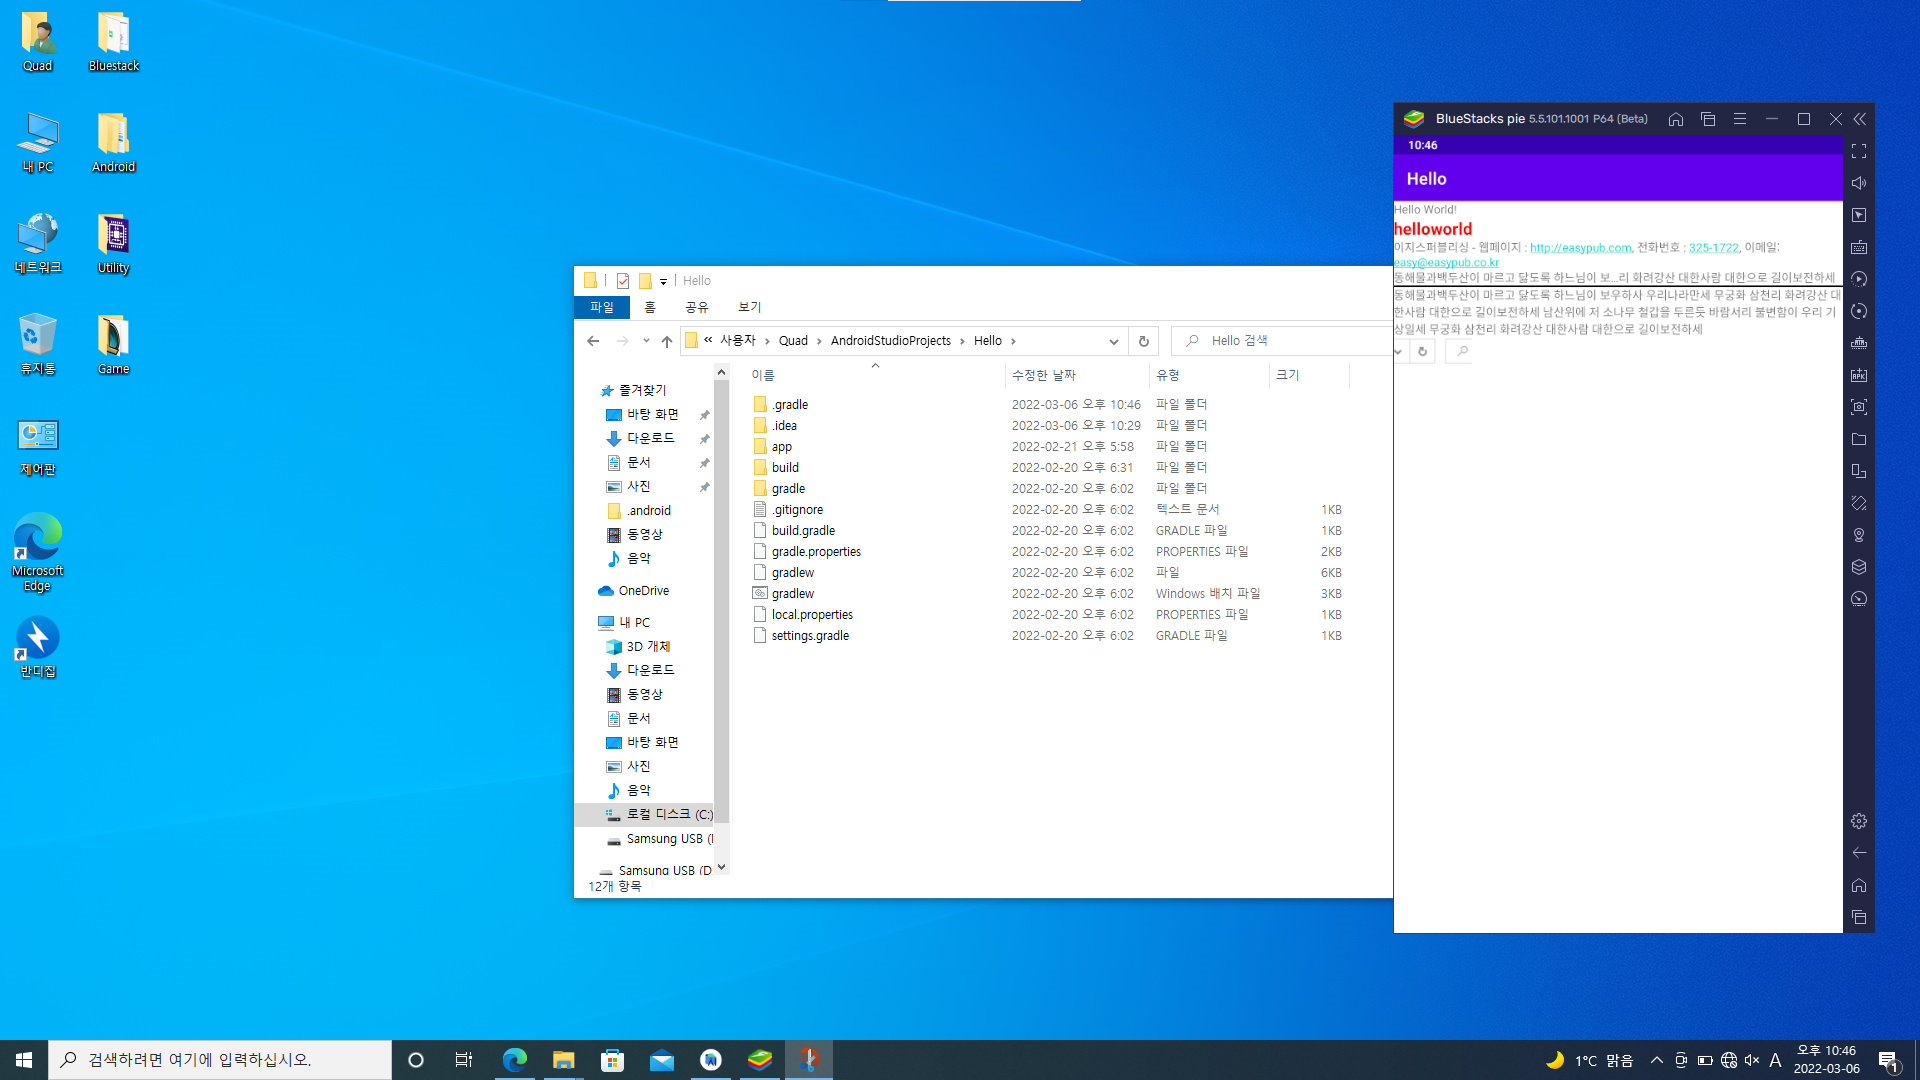 Quad
Bluestack
내 PC
Android
네트워크
Utility
휴지통
Game
제어판
Microsoft
Edge
반디집
Hello
파일
홈
공유
보기
« 사용자 › Quad › AndroidStudioProjects › Hello ›
Hello 검색
이름
수정한 날짜
유형
크기
즐겨찾기
바탕 화면
다운로드
문서
사진
.android
동영상
음악
OneDrive
내 PC
3D 개체
다운로드
동영상
문서
바탕 화면
사진
음악
로컬 디스크 (C:)
Samsung USB (
Samsung USB (D
.gradle 2022-03-06 오후 10:46 파일 폴더
.idea 2022-03-06 오후 10:29 파일 폴더
app 2022-02-21 오후 5:58 파일 폴더
build 2022-02-20 오후 6:31 파일 폴더
gradle 2022-02-20 오후 6:02 파일 폴더
.gitignore 2022-02-20 오후 6:02 텍스트 문서 1KB
build.gradle 2022-02-20 오후 6:02 GRADLE 파일 1KB
gradle.properties 2022-02-20 오후 6:02 PROPERTIES 파일 2KB
gradlew 2022-02-20 오후 6:02 파일 6KB
gradlew 2022-02-20 오후 6:02 Windows 배치 파일 3KB
local.properties 2022-02-20 오후 6:02 PROPERTIES 파일 1KB
settings.gradle 2022-02-20 오후 6:02 GRADLE 파일 1KB
12개 항목
BlueStacks pie 5.5.101.1001 P64 (Beta)
10:46
Hello
Hello World!
helloworld
이지스퍼블리싱 - 웹페이지 : http://easypub.com, 전화번호 : 325-1722, 이메일:
easy@easypub.co.kr
동해물과백두산이 마르고 닳도록 하느님이 보...리 화려강산 대한사람 대한으로 길이보전하세
동해물과백두산이 마르고 닳도록 하느님이 보우하사 우리나라만세 무궁화 삼천리 화려강산 대
한사람 대한으로 길이보전하세 남산위에 저 소나무 철갑을 두른듯 바람서리 불변함이 우리 기
상일세 무궁화 삼천리 화려강산 대한사람 대한으로 길이보전하세
APK
검색하려면 여기에 입력하십시오.
1°C 맑음
A
오후 10:46
2022-03-06
1